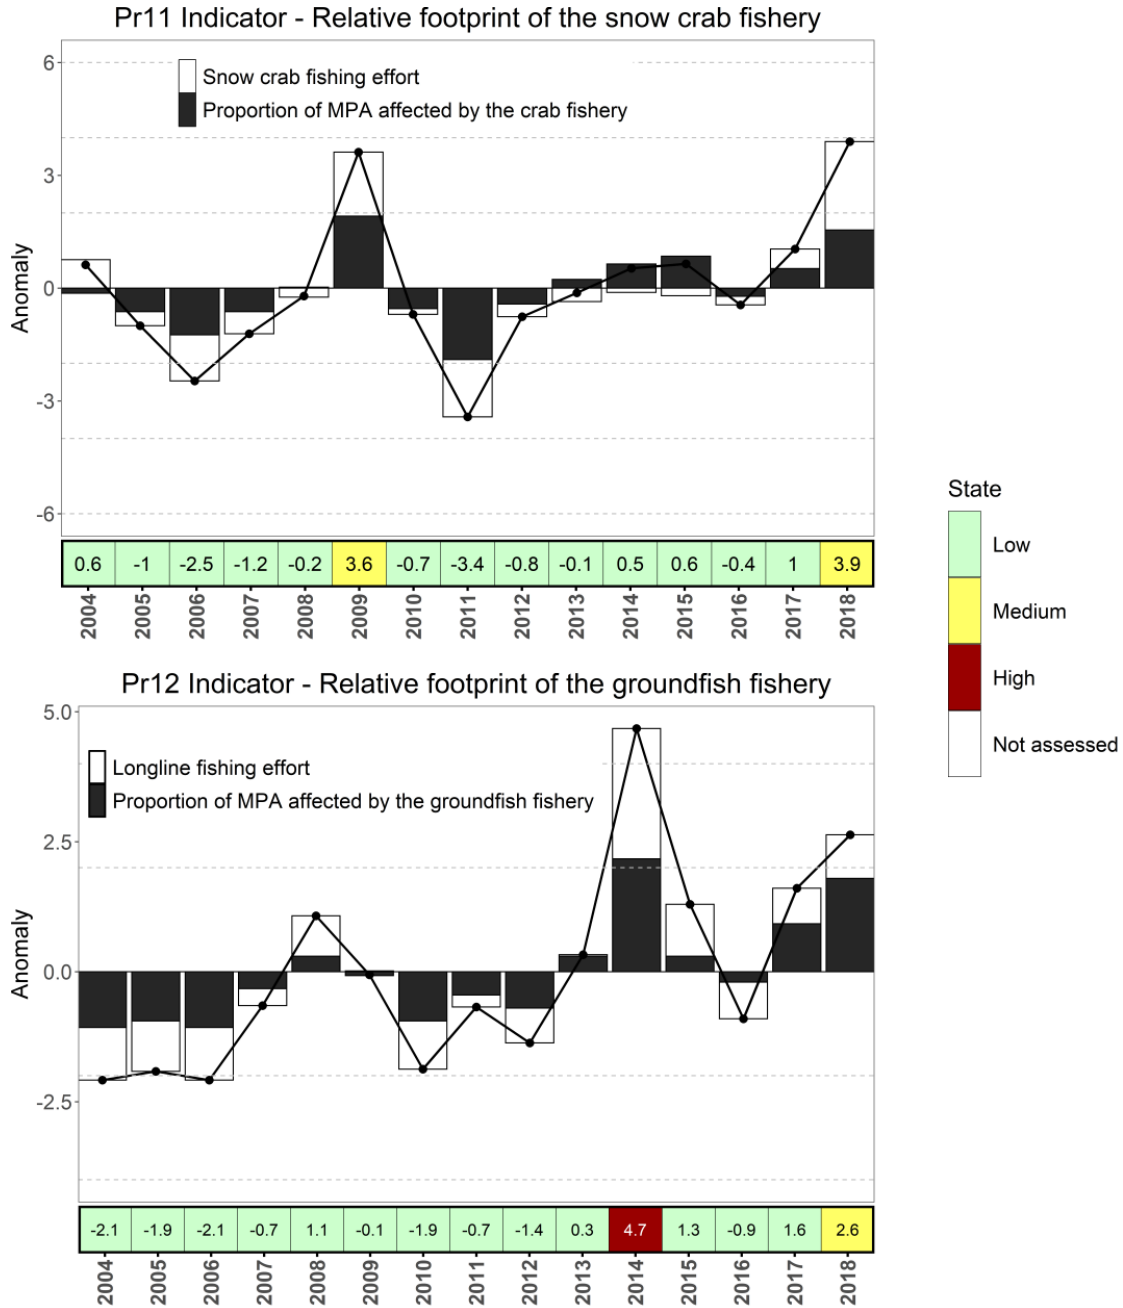 Pr11 Indicator - Relative footprint of the snow crab fishery
6
Snow crab fishing effort
Proportion of MPA affected by the crab fishery
3
0
Anomaly
-3
-6
0.6 -1 -2.5 -1.2 -0.2 3.6 -0.7 -3.4 -0.8 -0.1 0.5 0.6 -0.4 1 3.9
2004 2005 2006 2007 2008 2009 2010 2011 2012 2013 2014 2015 2016 2017 2018
State
Low
Medium
High
Not assessed
Pr12 Indicator - Relative footprint of the groundfish fishery
5.0
Longline fishing effort
Proportion of MPA affected by the groundfish fishery
2.5
Anomaly
0.0
-2.5
-2.1 -1.9 -2.1 -0.7 1.1 -0.1 -1.9 -0.7 -1.4 0.3 4.7 1.3 -0.9 1.6 2.6
2004 2005 2006 2007 2008 2009 2010 2011 2012 2013 2014 2015 2016 2017 2018